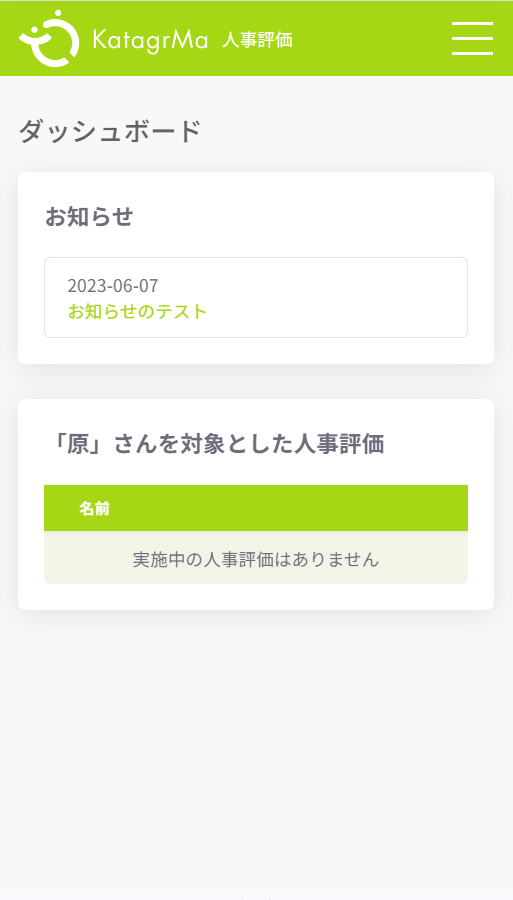 KatagrMa 人事評価
ダッシュボード
お知らせ
2023-06-07
お知らせのテスト
「原」さんを対象とした人事評価
名前
実施中の人事評価はありません